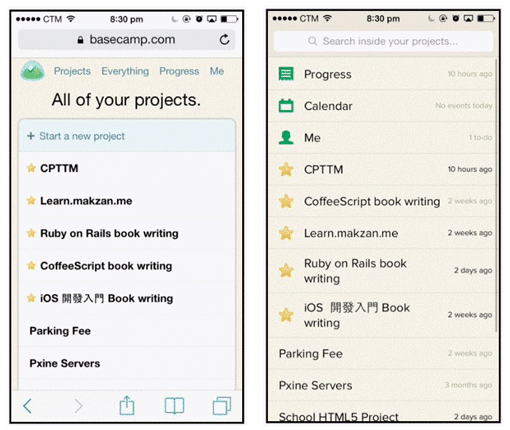 CTM 8:30 pm
basecamp.com
Projects Everything Progress Me
All of your projects.
+ Start a new project
CPTTM
Learn.makzan.me
Ruby on Rails book writing
CoffeeScript book writing
iOS 開發入門 Book writing
Parking Fee
Pxine Servers
CTM 8:30 pm
Search inside your projects...
Progress 10 hours ago
Calendar No events today
Me 1 to-do
CPTTM 10 hours ago
CoffeeScript book writing 2 weeks ago
Learn.makzan.me 2 weeks ago
Ruby on Rails book
writing 2 days ago
iOS 開發入門 Book
writing 2 weeks ago
Parking Fee 2 weeks ago
Pxine Servers 3 months ago
School HTML5 Project 2 days ago